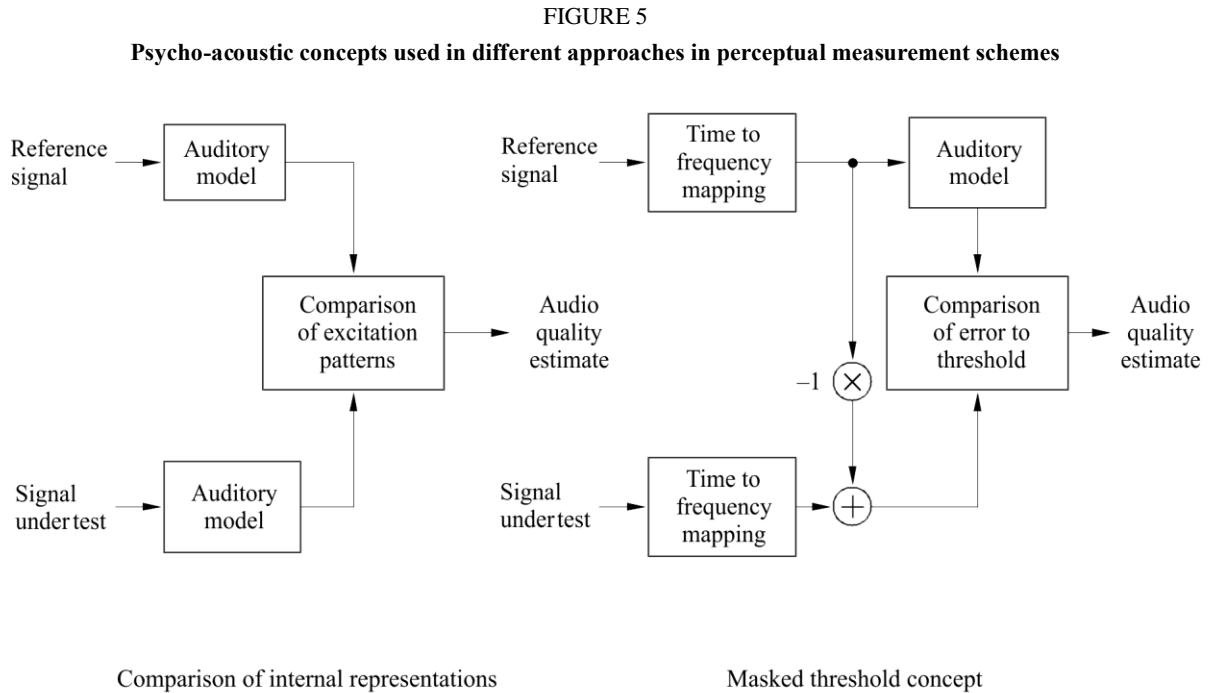 FIGURE 5
Psycho-acoustic concepts used in different approaches in perceptual measurement schemes
Reference
signal
Auditory
model
Comparison
of excitation
patterns
Audio
quality
estimate
Signal
under test
Auditory
model
Comparison of internal representations
Reference
signal
Time to
frequency
mapping
Auditory
model
Comparison
of error to
threshold
Audio
quality
estimate
–1
×
Signal
under test
Time to
frequency
mapping
+
Masked threshold concept